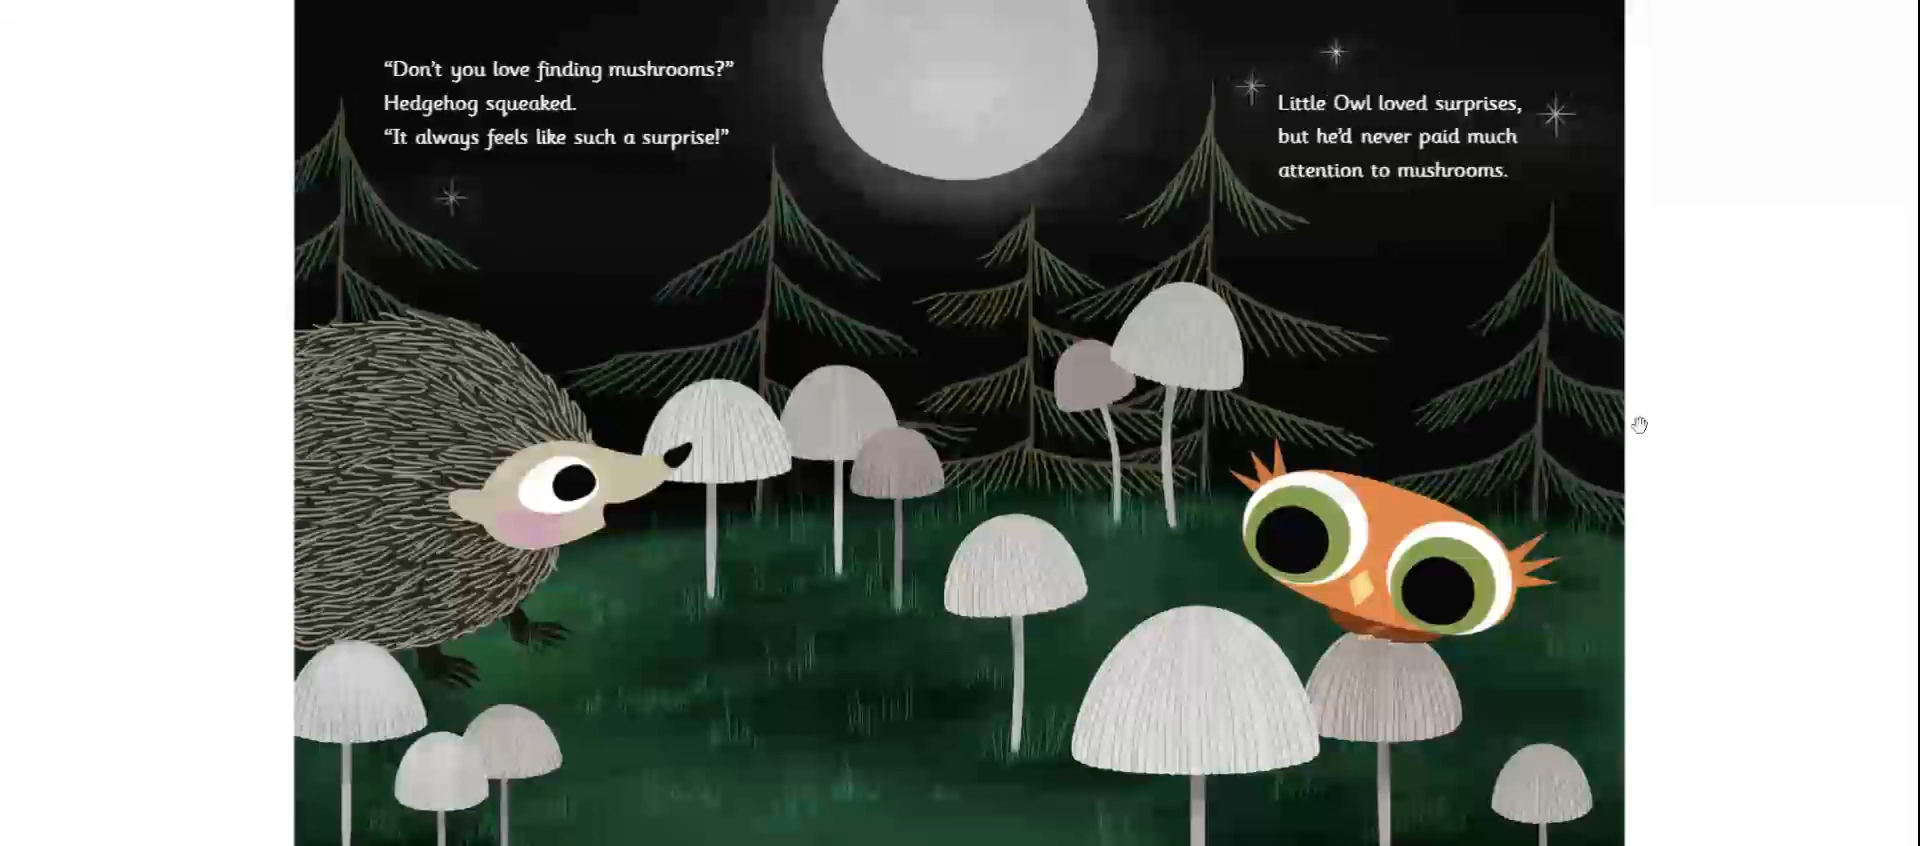 “Don’t you love finding mushrooms?”
Hedgehog squeaked.
“It always feels like such a surprise!”
Little Owl loved surprises,
but he’d never paid much
attention to mushrooms.